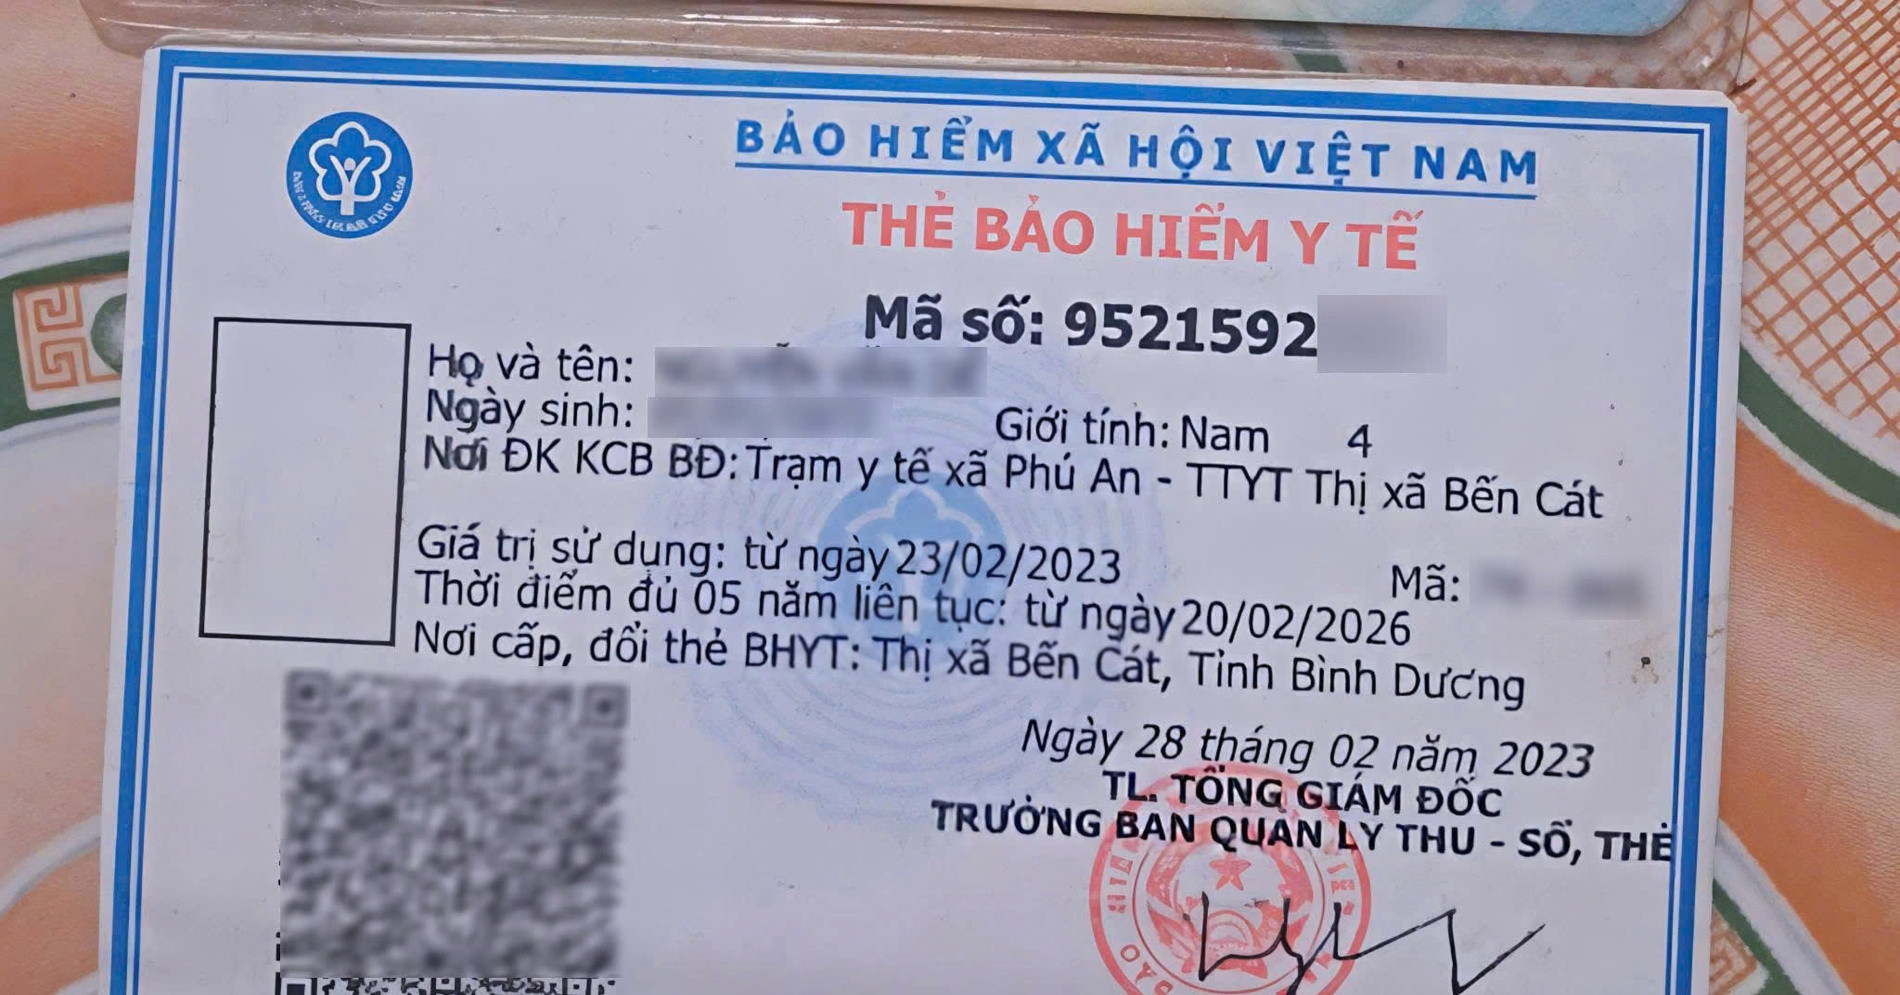 BẢO HIỂM XÃ HỘI VIỆT NAM
THẺ BẢO HIỂM Y TẾ
Mã số: 9521592
Họ và tên:
Ngày sinh: Giới tính: Nam 4
Nơi ĐK KCB BĐ: Trạm y tế xã Phú An - TTYT Thị xã Bến Cát
Giá trị sử dụng: từ ngày 23/02/2023 Mã:
Thời điểm đủ 05 năm liên tục: từ ngày 20/02/2026
Nơi cấp, đổi thẻ BHYT: Thị xã Bến Cát, Tỉnh Bình Dương
Ngày 28 tháng 02 năm 2023
TL. TỔNG GIÁM ĐỐC
TRƯỞNG BAN QUẢN LÝ THU - SỔ, THẺ